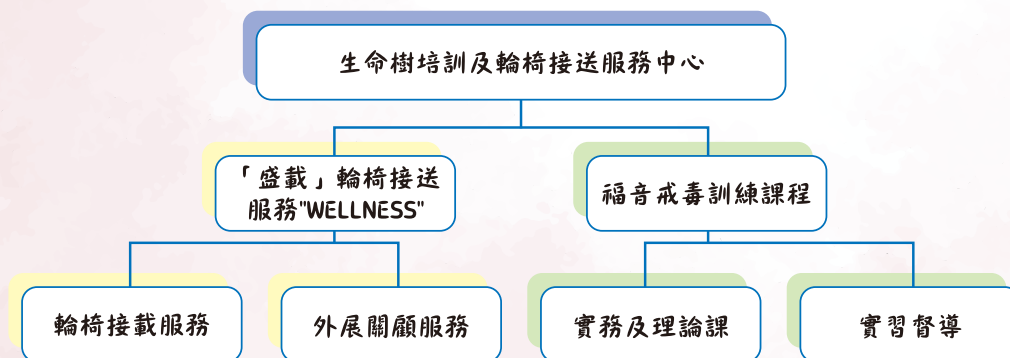 生命樹培訓及輪椅接送服務中心
「盛載」輪椅接送
服務"WELLNESS"
福音戒毒訓練課程
輪椅接載服務
外展關顧服務
實務及理論課
實習督導